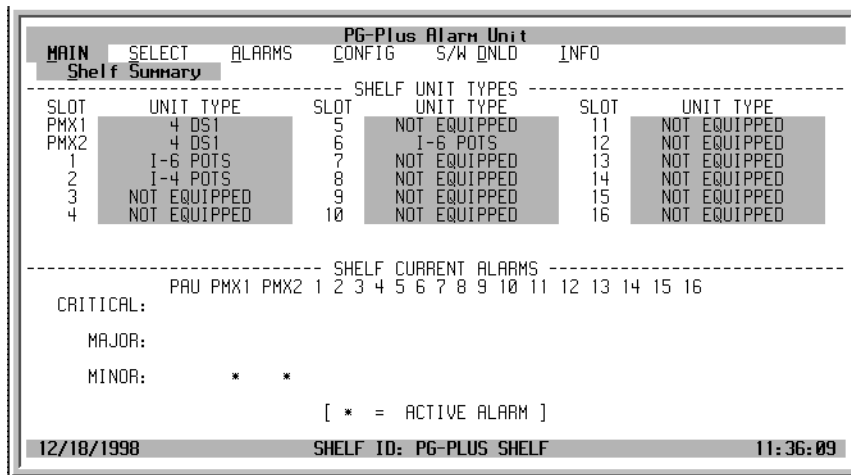 PG-Plus Alarm Unit
MAIN SELECT ALARMS CONFIG S/W DNLD INFO
Shelf Summary
SHELF UNIT TYPES
SLOT UNIT TYPE SLOT UNIT TYPE SLOT UNIT TYPE
PMX1 4 DS1 5 NOT EQUIPPED 11 NOT EQUIPPED
PMX2 4 DS1 6 I-6 POTS 12 NOT EQUIPPED
1 I-6 POTS 7 NOT EQUIPPED 13 NOT EQUIPPED
2 I-4 POTS 8 NOT EQUIPPED 14 NOT EQUIPPED
3 NOT EQUIPPED 9 NOT EQUIPPED 15 NOT EQUIPPED
4 NOT EQUIPPED 10 NOT EQUIPPED 16 NOT EQUIPPED
SHELF CURRENT ALARMS
PAU PMX1 PMX2 1 2 3 4 5 6 7 8 9 10 11 12 13 14 15 16
CRITICAL:
MAJOR:
MINOR: * *
[ * = ACTIVE ALARM ]
12/18/1998 SHELF ID: PG-PLUS SHELF 11:36:09